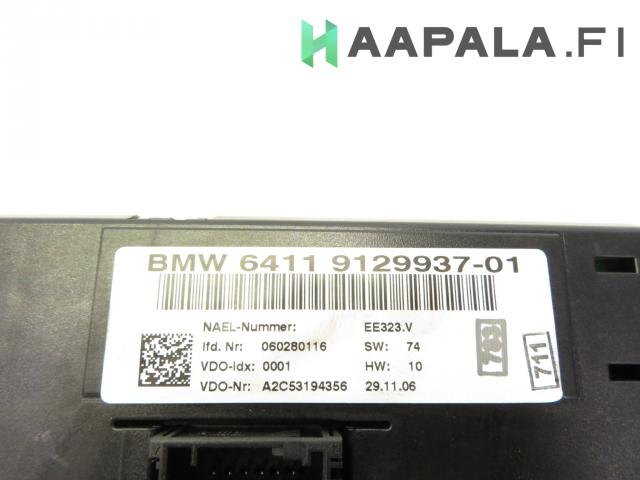 HAAPALA.FI
BMW 6411 9129937-01
NAEL-Nummer: EE323.V
lfd. Nr: 060280116 SW: 74
VDO-Idx: 0001 HW: 10
VDO-Nr: A2C53194356 29.11.06
711